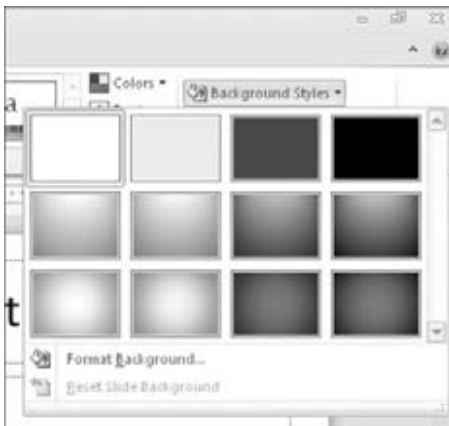 Colors
a
Background Styles
t
Format Background...
Reset Slide Background